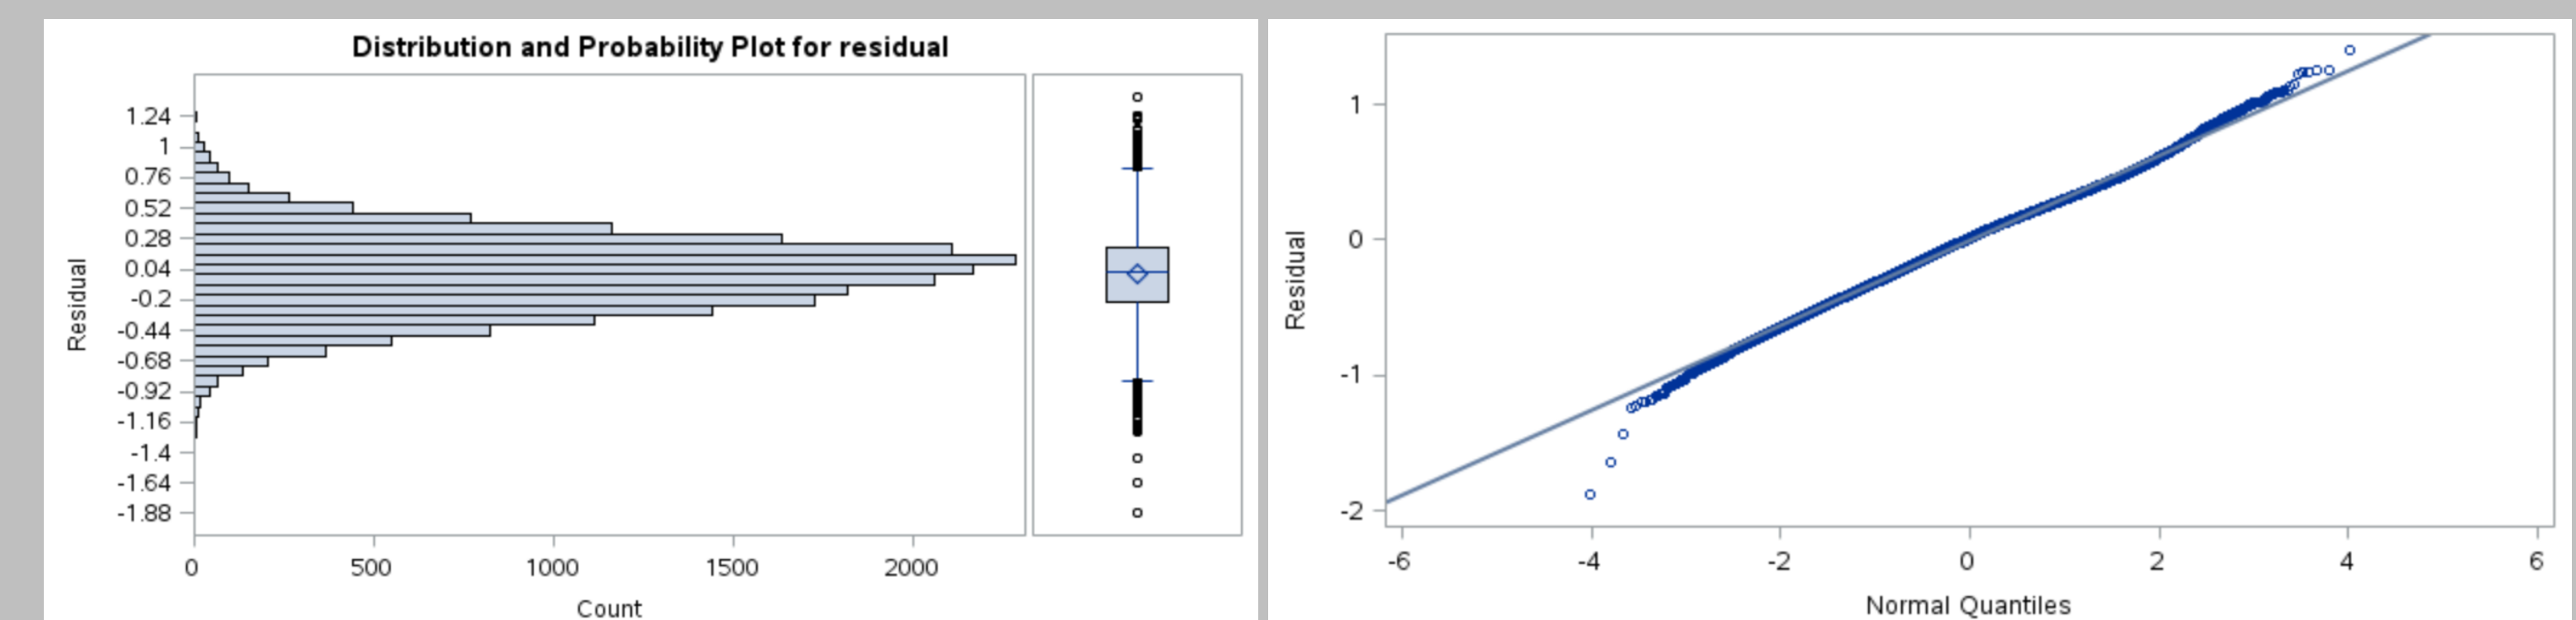 Distribution and Probability Plot for residual
Residual
1.24
1
0.76
0.52
0.28
0.04
-0.2
-0.44
-0.68
-0.92
-1.16
-1.4
-1.64
-1.88
0 500 1000 1500 2000
Count
Residual
1
0
-1
-2
-6 -4 -2 0 2 4 6
Normal Quantiles